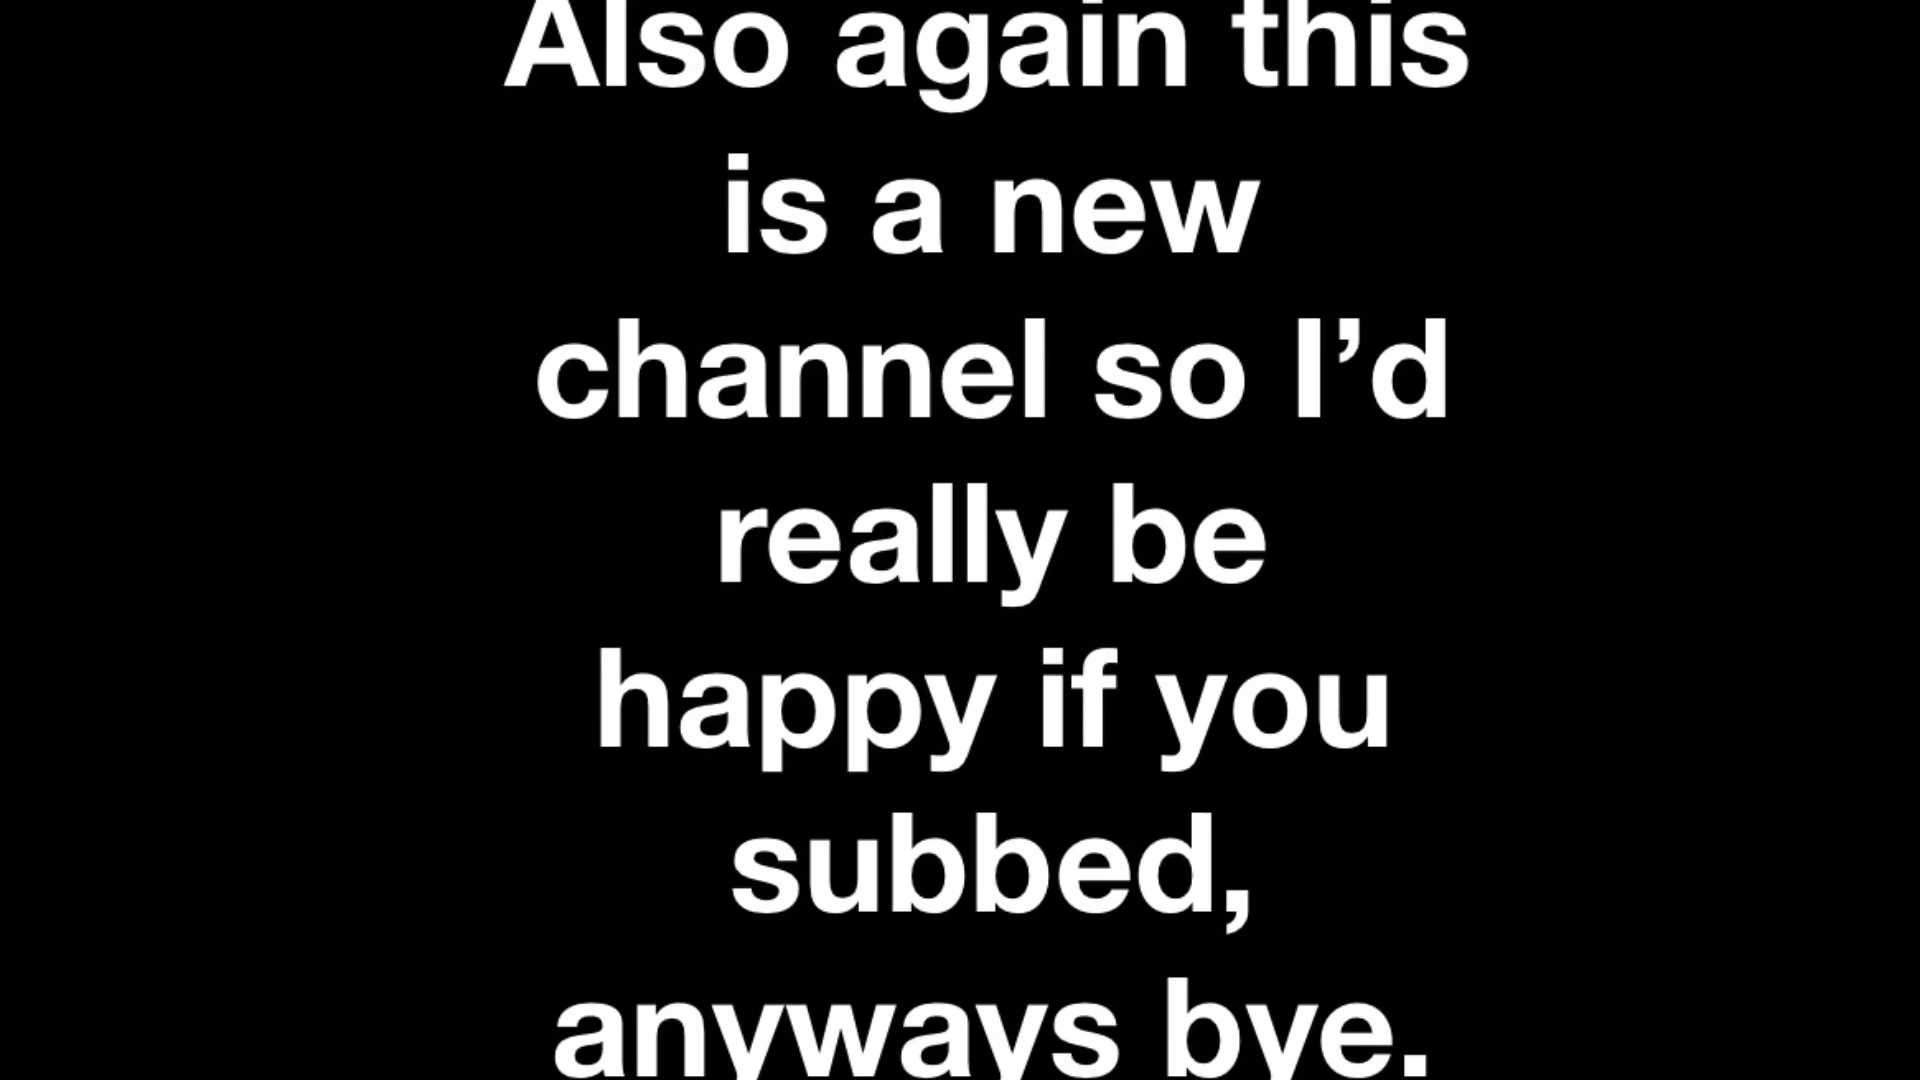 Also again this
is a new
channel so I’d
really be
happy if you
subbed,
anyways bye.